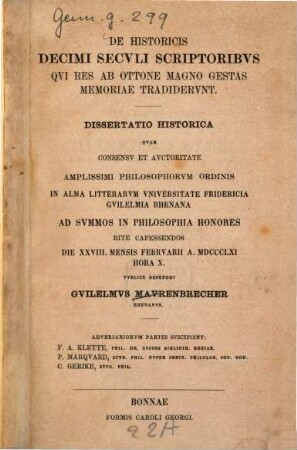 Germ. g. 299
DE HISTORICIS
DECIMI SECVLI SCRIPTORIBVS
QVI RES AB OTTONE MAGNO GESTAS
MEMORIAE TRADIDERVNT.
DISSERTATIO HISTORICA
QVAM
CONSENSV ET AVCTORITATE
AMPLISSIMI PHILOSOPHORVM ORDINIS
IN ALMA LITTERARVM VNIVERSITATE FRIDERICIA
GVILELMIA RHENANA
AD SVMMOS IN PHILOSOPHIA HONORES
RITE CAPESSENDOS
DIE XXVIII. MENSIS FEBRVARII A. MDCCCLXI
HORA X.
PVBLICE DEFENDET
GVILELMVS MAVRENBRECHER
RHENANVS.
ADVERSARIORVM PARTES SVSCIPIENT:
F. A. KLETTE, PHIL. DR. CVSTOS BIBLIOTH. REGIAE.
P. MARQVARD, STVD. PHIL. NVPER SEMIN. PHILOLOG. SOD. ORD.
C. GERIKE, STVD. PHIL.
BONNAE
FORMIS CAROLI GEORGI.